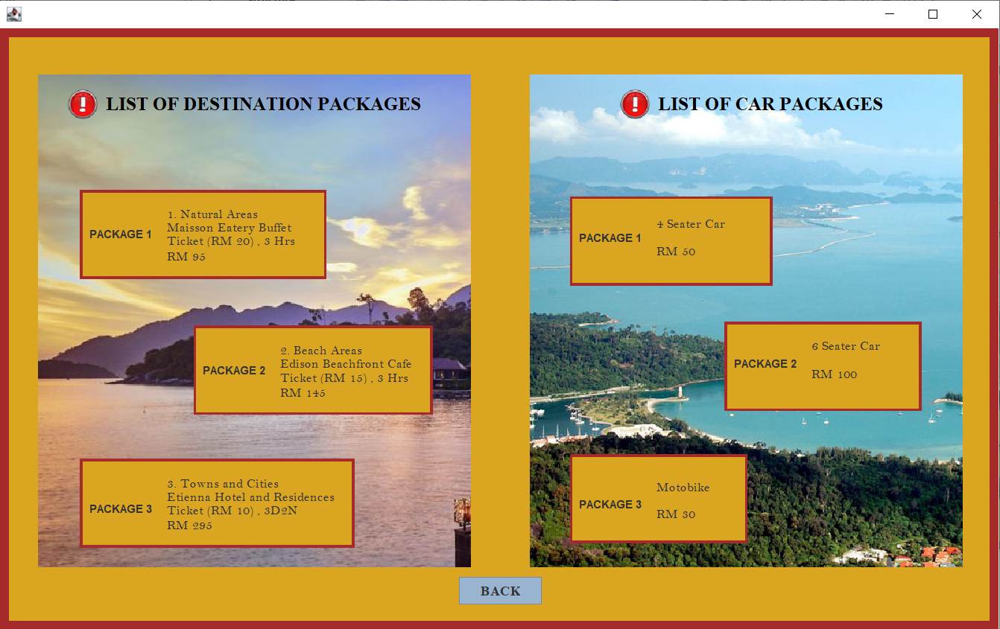 LIST OF DESTINATION PACKAGES
PACKAGE 1
1. Natural Areas
Maisson Eatery Buffet
Ticket (RM 20) , 3 Hrs
RM 95
PACKAGE 2
2. Beach Areas
Edison Beachfront Cafe
Ticket (RM 15) , 3 Hrs
RM 145
PACKAGE 3
3. Towns and Cities
Etienna Hotel and Residences
Ticket (RM 10) , 3D2N
RM 295
LIST OF CAR PACKAGES
PACKAGE 1
4 Seater Car
RM 50
PACKAGE 2
6 Seater Car
RM 100
PACKAGE 3
Motobike
RM 30
BACK